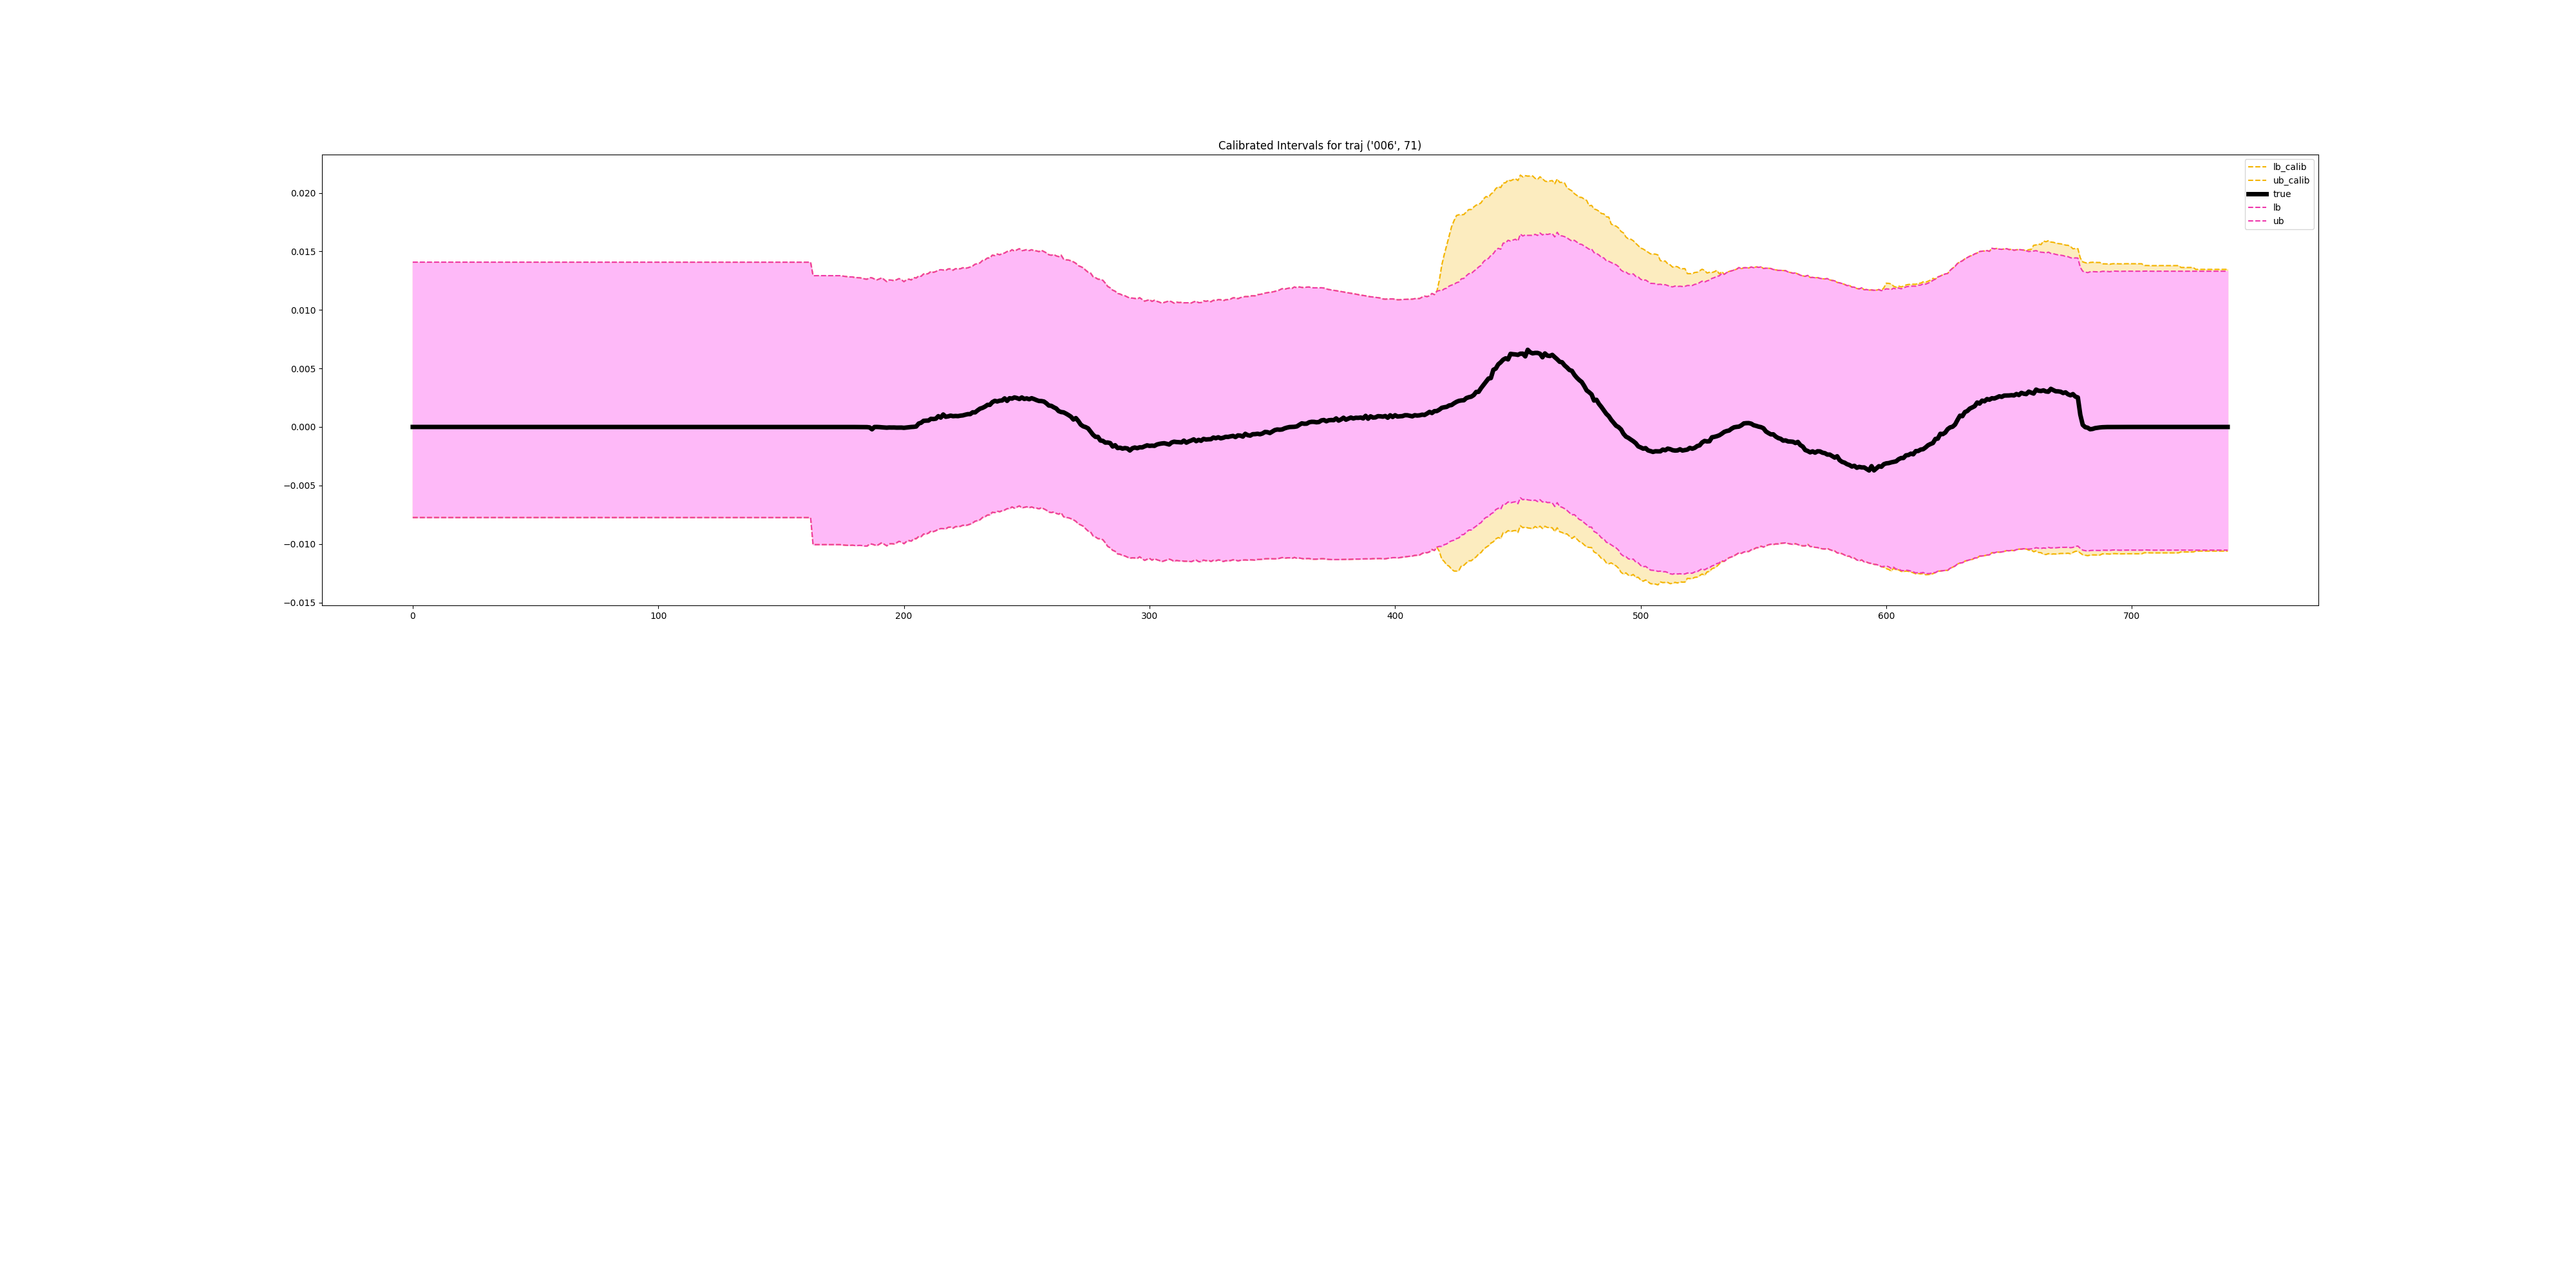 Calibrated Intervals for traj ('006', 71)
lb_calib
ub_calib
true
lb
ub
0.020
0.015
0.010
0.005
0.000
−0.005
−0.010
−0.015
0 100 200 300 400 500 600 700